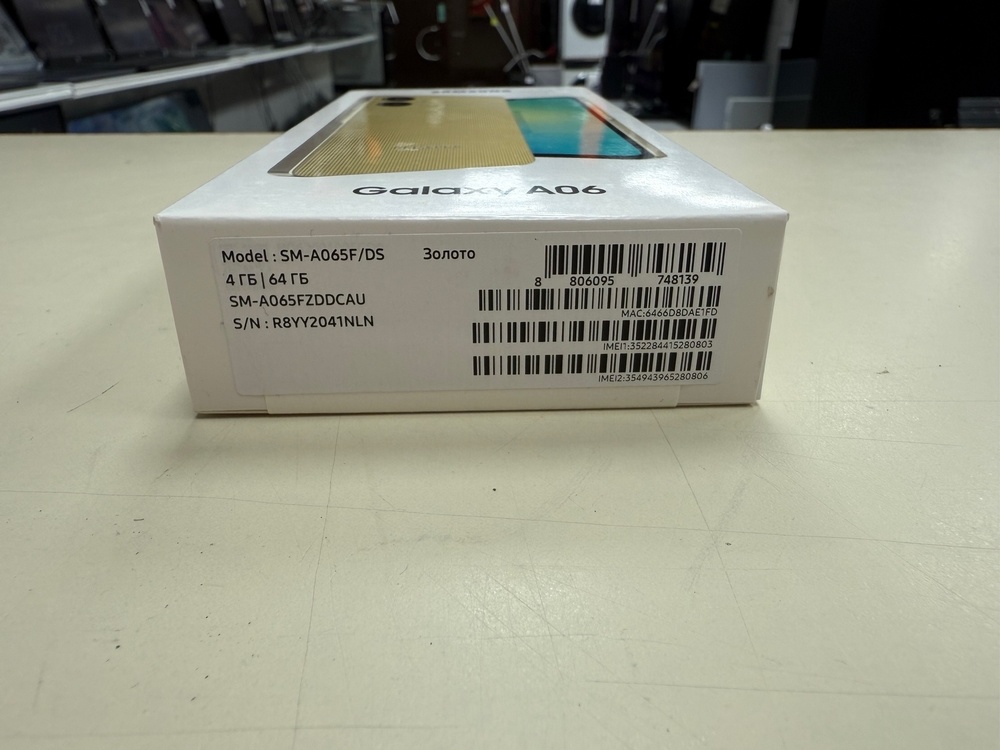 SAMSUNG
Galaxy A06
Model : SM-A065F/DS Золото
4 ГБ | 64 ГБ
SM-A065FZDDCAU
S/N : R8YY2041NLN
8 806095 748139
MAC:6466D8DAE1FD
IMEI1:352284415280803
IMEI2:354943965280806